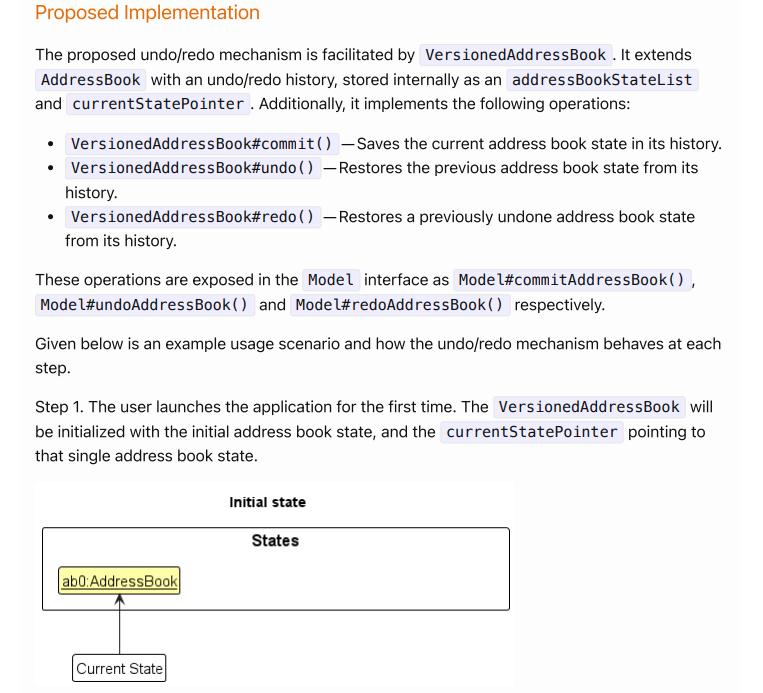 Proposed Implementation
The proposed undo/redo mechanism is facilitated by VersionedAddressBook . It extends
AddressBook with an undo/redo history, stored internally as an addressBookStateList
and currentStatePointer . Additionally, it implements the following operations:
• VersionedAddressBook#commit() — Saves the current address book state in its history.
• VersionedAddressBook#undo() — Restores the previous address book state from its
history.
• VersionedAddressBook#redo() — Restores a previously undone address book state
from its history.
These operations are exposed in the Model interface as Model#commitAddressBook() ,
Model#undoAddressBook() and Model#redoAddressBook() respectively.
Given below is an example usage scenario and how the undo/redo mechanism behaves at each
step.
Step 1. The user launches the application for the first time. The VersionedAddressBook will
be initialized with the initial address book state, and the currentStatePointer pointing to
that single address book state.
Initial state
States
ab0:AddressBook
Current State